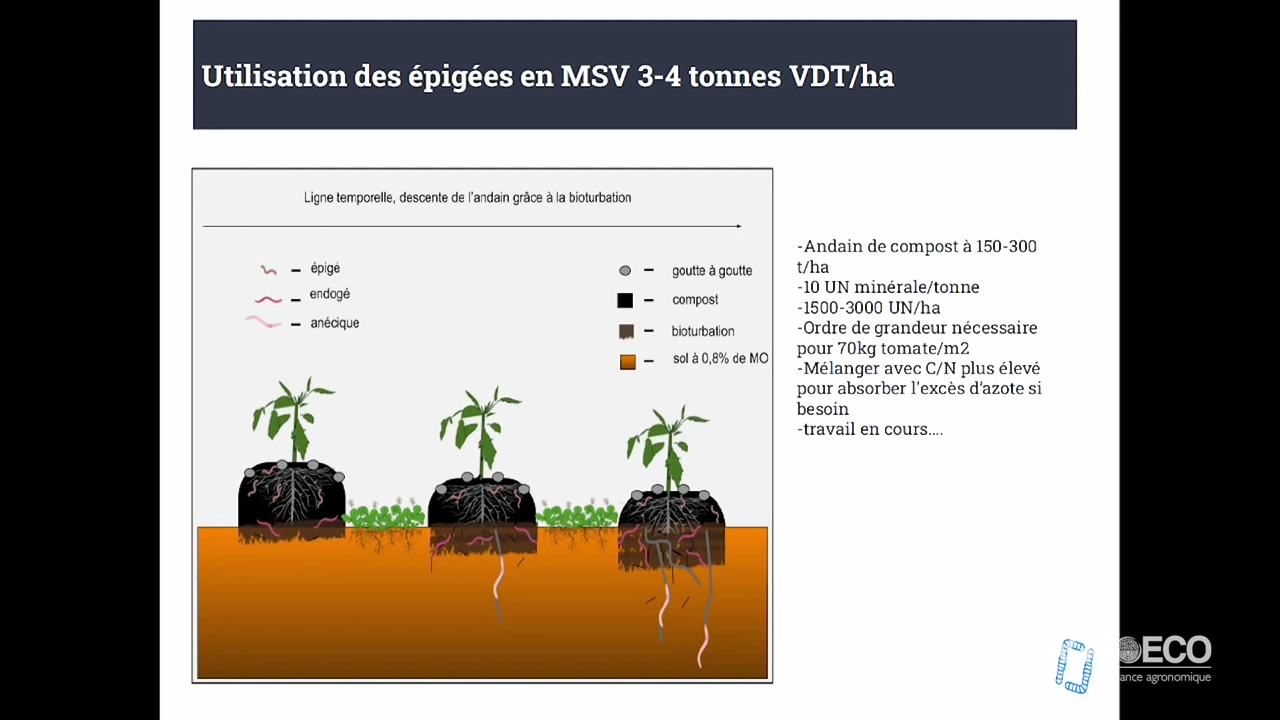 Utilisation des épigées en MSV 3-4 tonnes VDT/ha
Ligne temporelle, descente de l'andain grâce à la bioturbation
épigé
endogé
anécique
goutte à goutte
compost
bioturbation
sol à 0,8% de MO
-Andain de compost à 150-300
t/ha
-10 UN minérale/tonne
-1500-3000 UN/ha
-Ordre de grandeur nécessaire
pour 70kg tomate/m2
-Mélanger avec C/N plus élevé
pour absorber l'excès d'azote si
besoin
-travail en cours....
ECO
ance agronomique